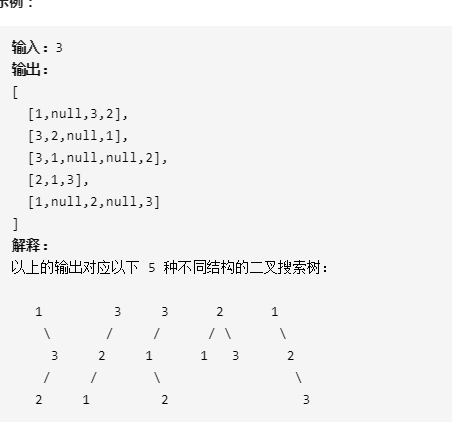 示例：
输入：3
输出：
[
  [1,null,3,2],
  [3,2,null,1],
  [3,1,null,null,2],
  [2,1,3],
  [1,null,2,null,3]
]
解释：
以上的输出对应以下 5 种不同结构的二叉搜索树：
   1         3     3      2      1
    \       /     /      / \      \
     3     2     1      1   3      2
    /     /       \                 \
   2     1         2                 3